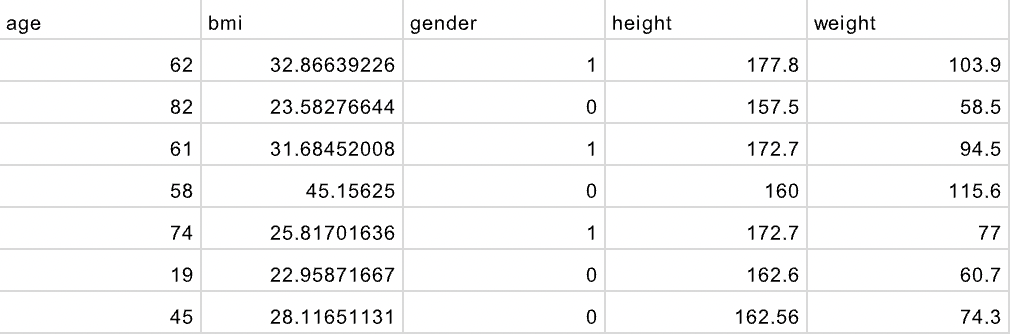 age bmi gender height weight
62 32.86639226 1 177.8 103.9
82 23.58276644 0 157.5 58.5
61 31.68452008 1 172.7 94.5
58 45.15625 0 160 115.6
74 25.81701636 1 172.7 77
19 22.95871667 0 162.6 60.7
45 28.11651131 0 162.56 74.3